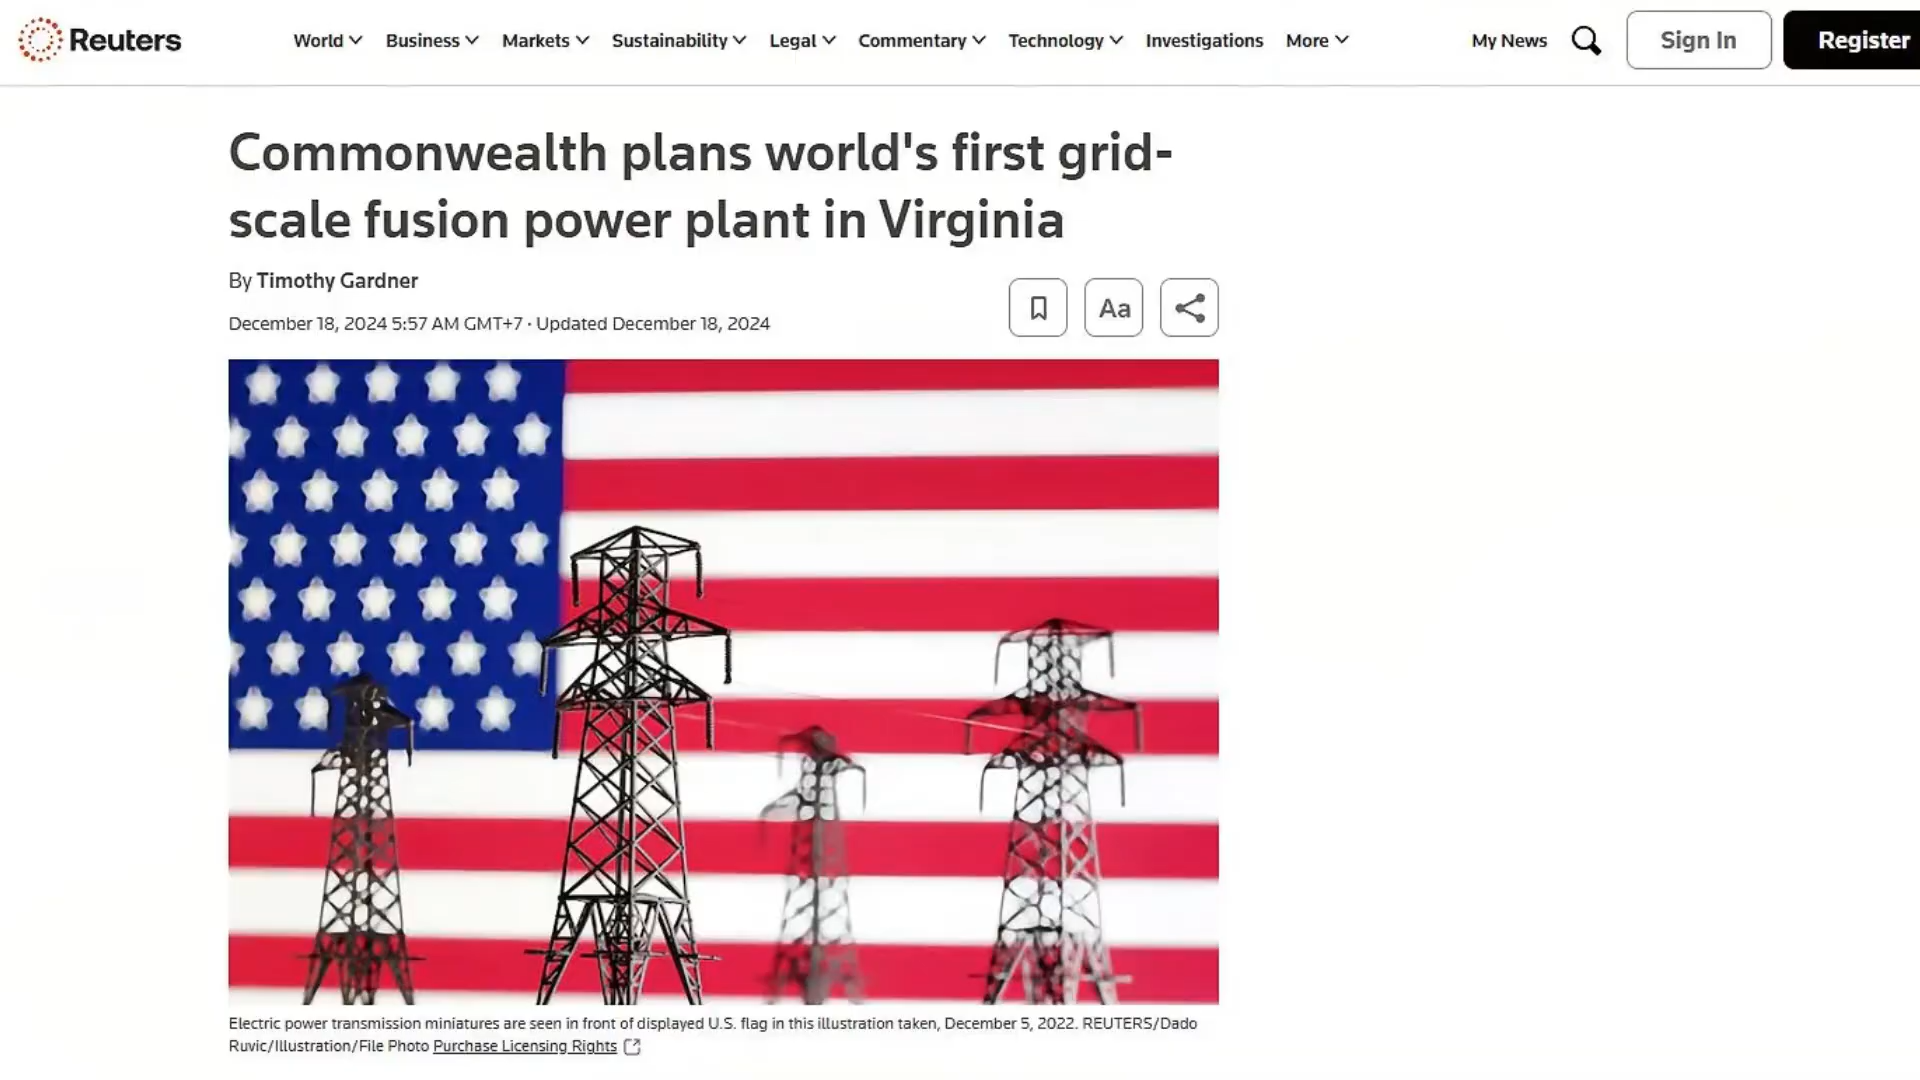 Reuters
World Business Markets Sustainability Legal Commentary Technology Investigations More My News Sign In Register
Commonwealth plans world's first grid-
scale fusion power plant in Virginia
By Timothy Gardner
Aa
December 18, 2024 5:57 AM GMT+7 · Updated December 18, 2024
Electric power transmission miniatures are seen in front of displayed U.S. flag in this illustration taken, December 5, 2022. REUTERS/Dado
Ruvic/Illustration/File Photo Purchase Licensing Rights